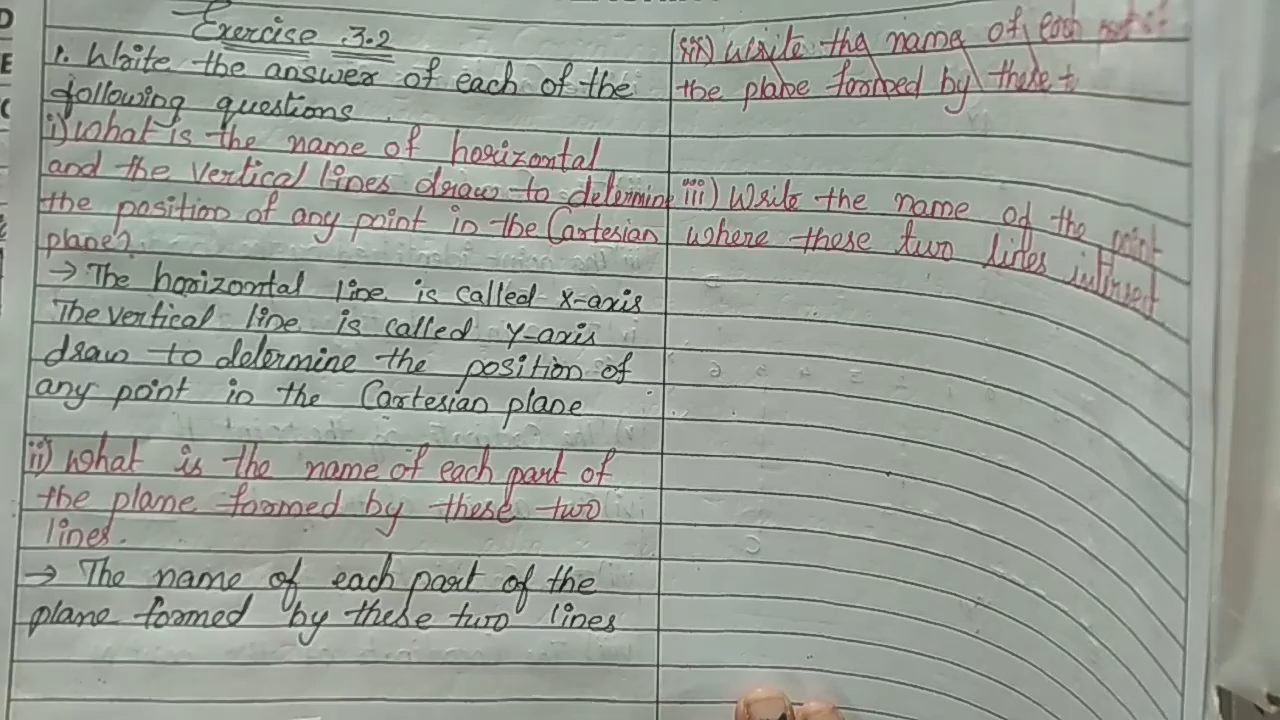 Exercise 3.2
1. Write the answer of each of the
following questions.
i) what is the name of horizontal
and the vertical lines draw to determine
the position of any point in the Cartesian
plane?
→ The horizontal line is called x-axis
The vertical line is called y-axis
draw to determine the position of
any point in the Cartesian plane
ii) what is the name of each part of
the plane formed by these two
lines.
→ The name of each part of the
plane formed by these two lines
write the name of each
the plane formed by these t
iii) Write the name of the point
where these two lines
D
E
C